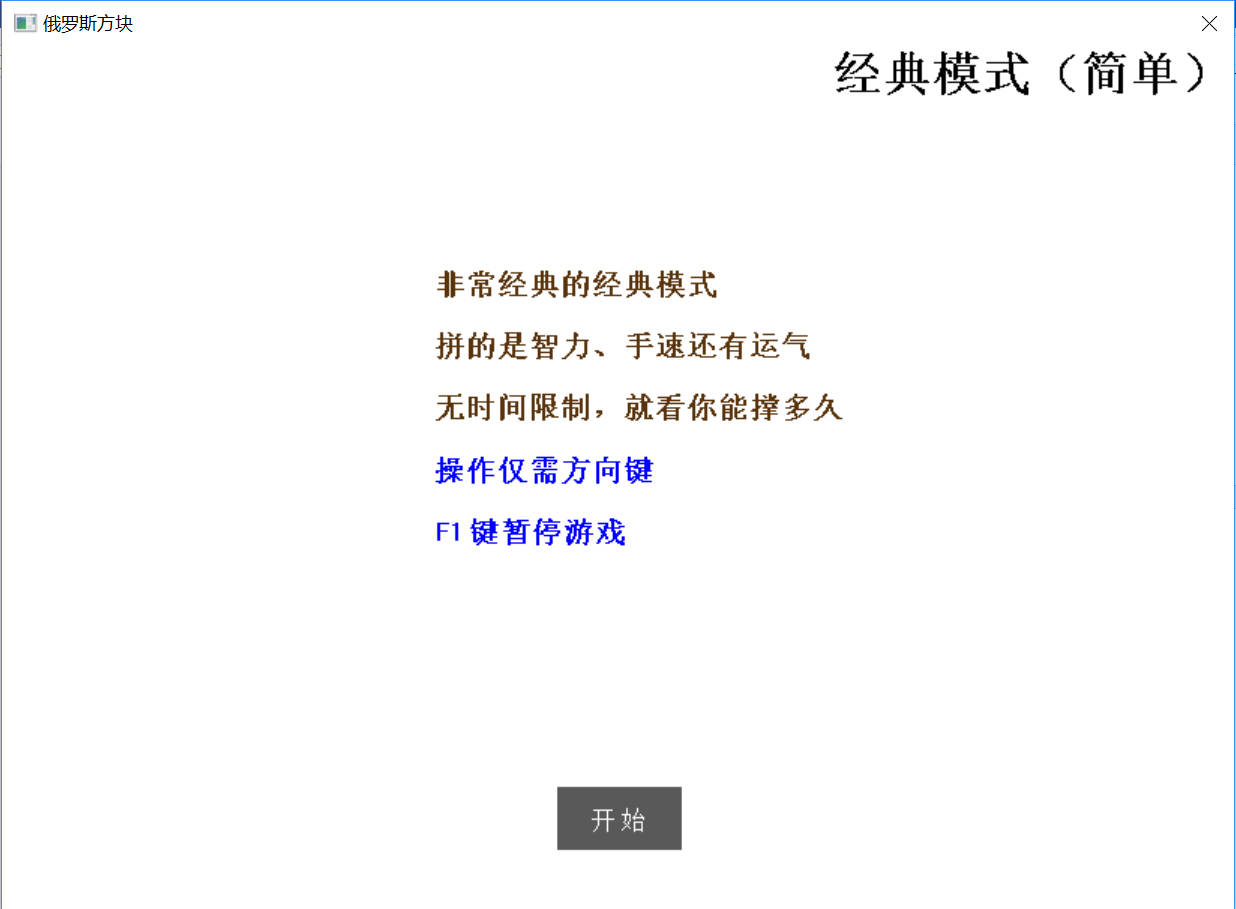 俄罗斯方块
经典模式（简单）
非常经典的经典模式
拼的是智力、手速还有运气
无时间限制，就看你能撑多久
操作仅需方向键
F1 键暂停游戏
开始